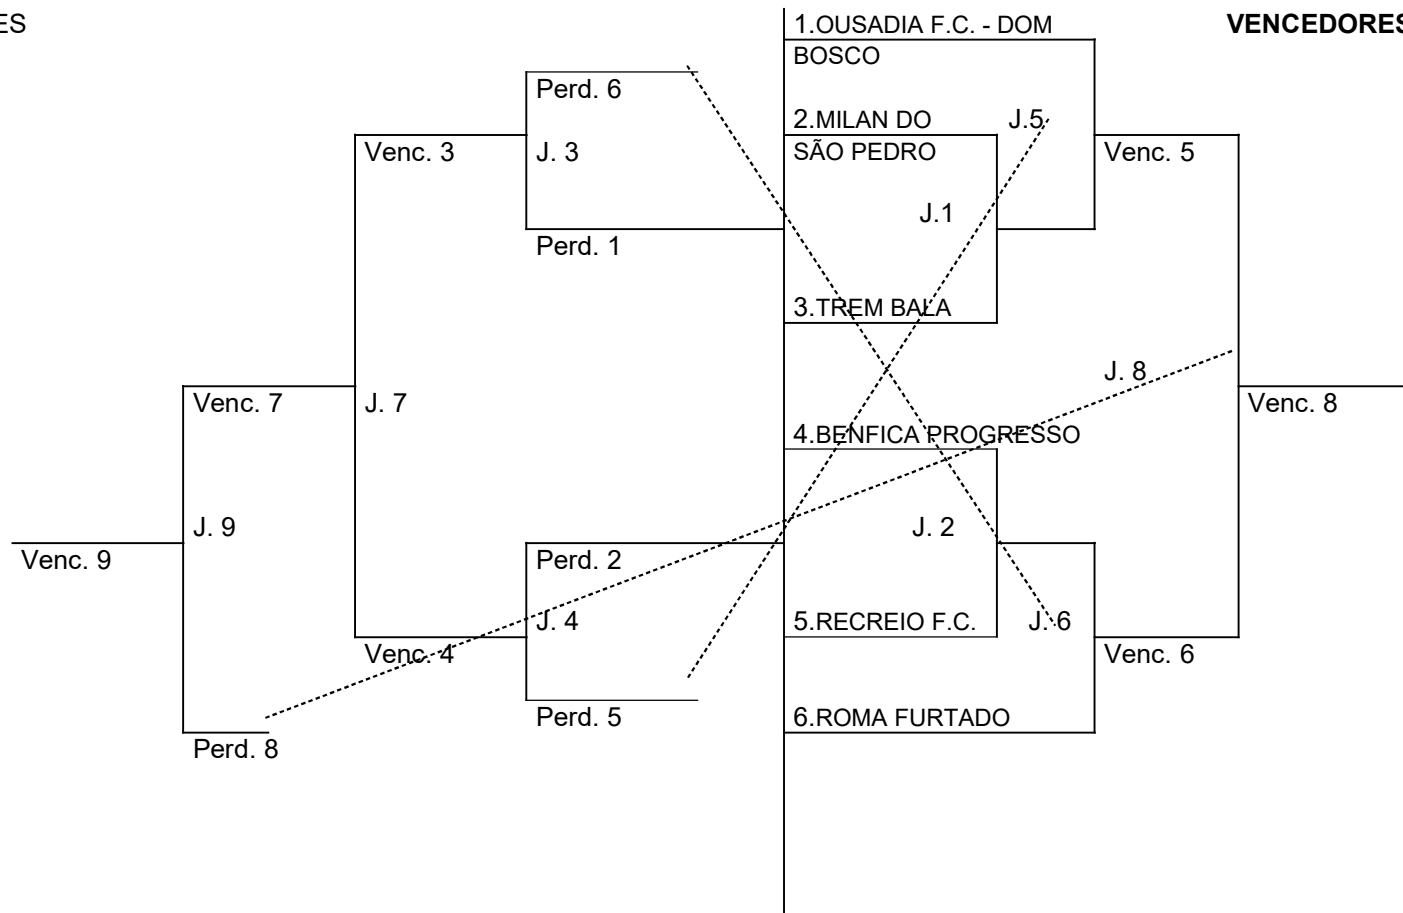 ES
VENCEDORES
1.OUSADIA F.C. - DOM
BOSCO
Perd. 6
2.MILAN DO
SÃO PEDRO
J.5
Venc. 3
J. 3
Venc. 5
J.1
Perd. 1
3.TREM BALA
J. 8
Venc. 7
J. 7
Venc. 8
4.BENFICA PROGRESSO
J. 9
J. 2
Venc. 9
Perd. 2
J. 4
5.RECREIO F.C.
J. 6
Venc. 4
Venc. 6
Perd. 5
6.ROMA FURTADO
Perd. 8